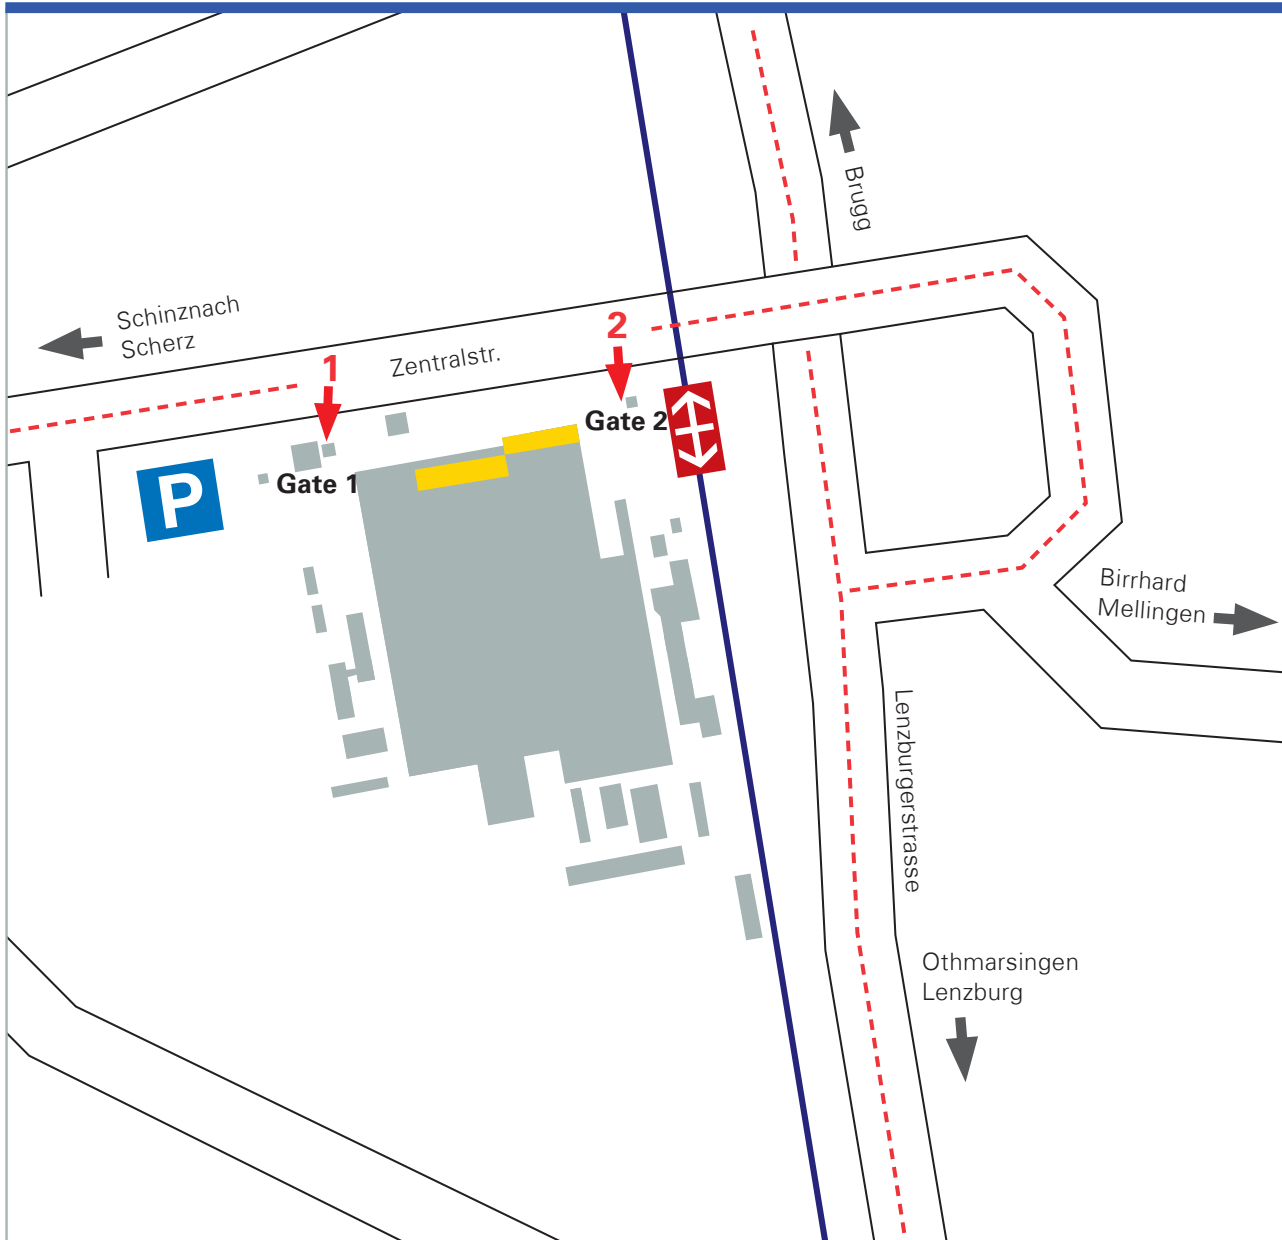 Brugg
Schinznach
Scherz
2
1
Zentralstr.
Gate 2
Gate 1
P
Birrhard
Mellingen
Lenzburgerstrasse
Othmarsingen
Lenzburg